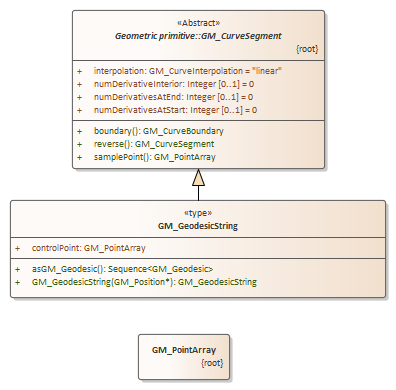 «Abstract»
Geometric primitive::GM_CurveSegment
{root}
+ interpolation: GM_CurveInterpolation = "linear"
+ numDerivativeInterior: Integer [0..1] = 0
+ numDerivativesAtEnd: Integer [0..1] = 0
+ numDerivativesAtStart: Integer [0..1] = 0
+ boundary(): GM_CurveBoundary
+ reverse(): GM_CurveSegment
+ samplePoint(): GM_PointArray
«type»
GM_GeodesicString
+ controlPoint: GM_PointArray
+ asGM_Geodesic(): Sequence<GM_Geodesic>
+ GM_GeodesicString(GM_Position*): GM_GeodesicString
GM_PointArray
{root}